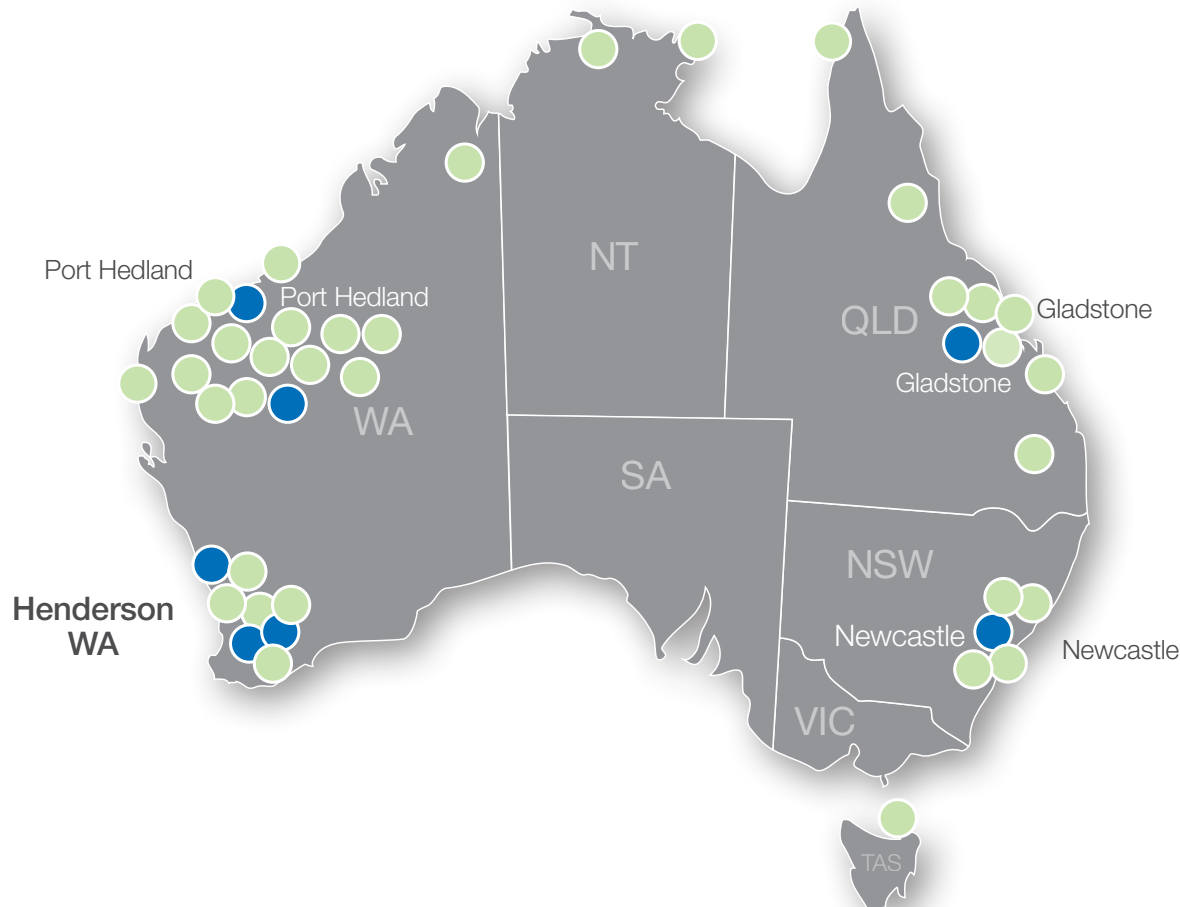 NT
Port Hedland
Port Hedland
QLD
Gladstone
Gladstone
WA
SA
NSW
Henderson
WA
Newcastle
Newcastle
VIC
TAS